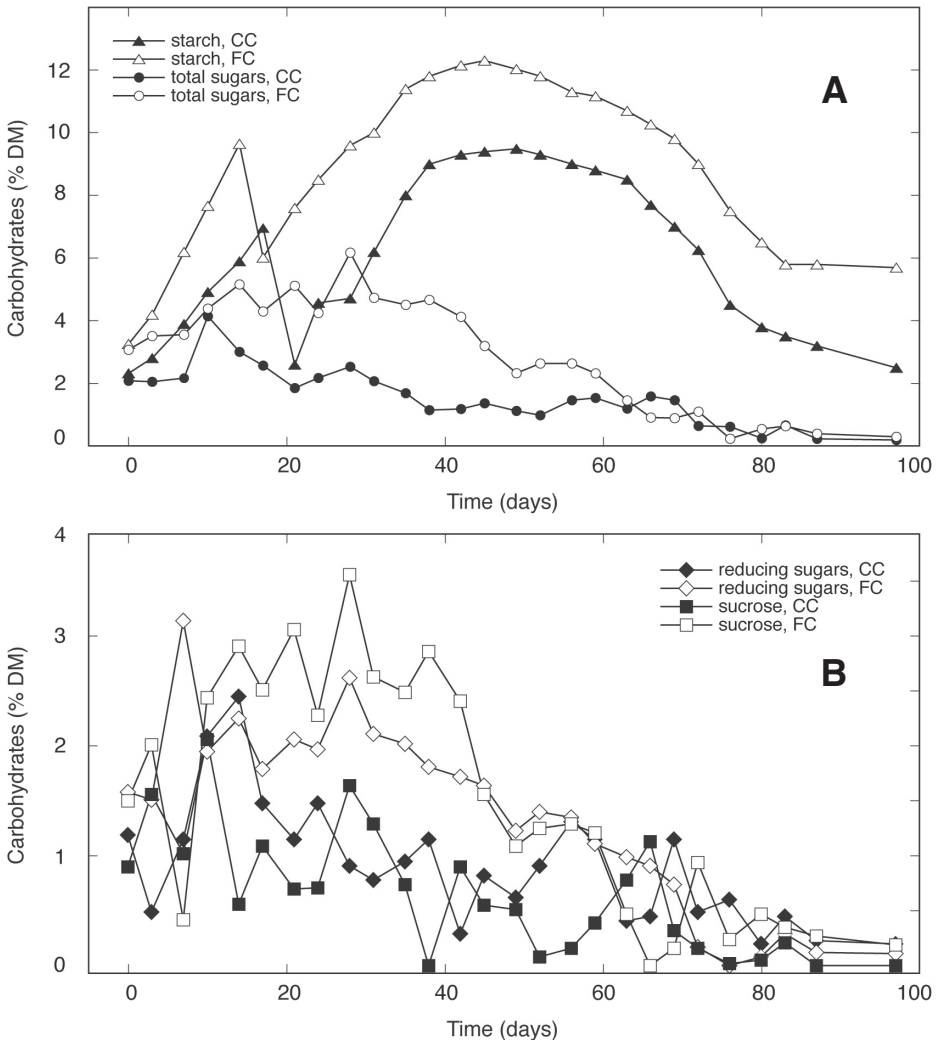 starch, CC
starch, FC
total sugars, CC
total sugars, FC
A
12
10
8
6
4
2
0
Carbohydrates (% DM)
0 20 40 60 80 100
Time (days)
4
3
2
1
0
Carbohydrates (% DM)
reducing sugars, CC
reducing sugars, FC
sucrose, CC
sucrose, FC
B
0 20 40 60 80 100
Time (days)